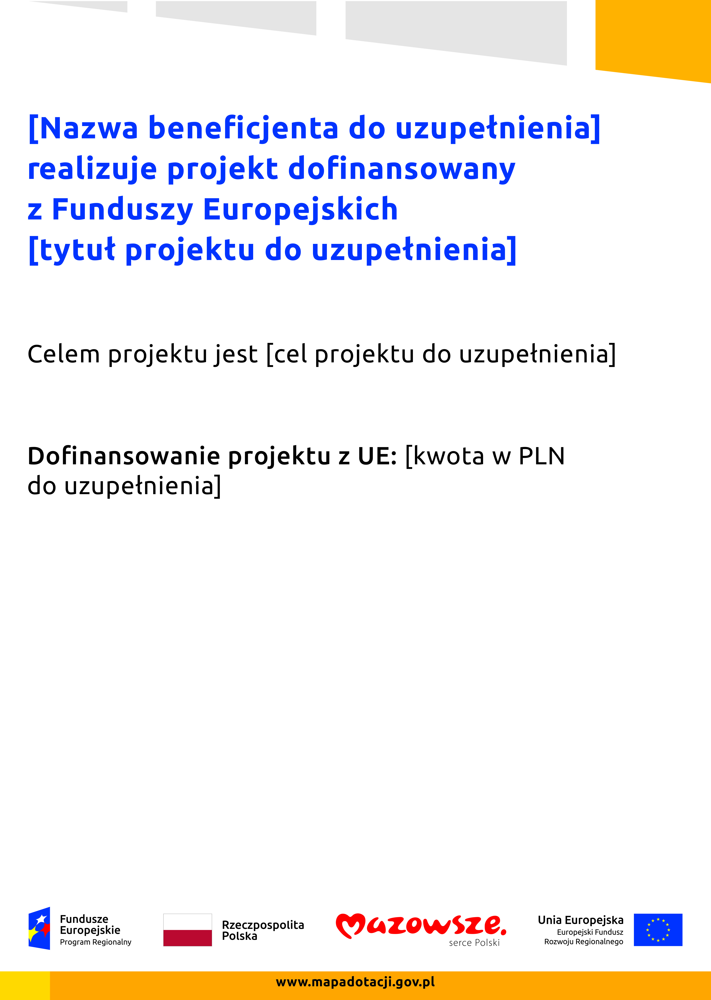 [Nazwa beneficjenta do uzupełnienia]
realizuje projekt dofinansowany
z Funduszy Europejskich
[tytuł projektu do uzupełnienia]
Celem projektu jest [cel projektu do uzupełnienia]
Dofinansowanie projektu z UE: [kwota w PLN
do uzupełnienia]
Fundusze
Europejskie
Program Regionalny
Rzeczpospolita
Polska
mazowsze.
serce Polski
Unia Europejska
Europejski Fundusz
Rozwoju Regionalnego
www.mapadotacji.gov.pl